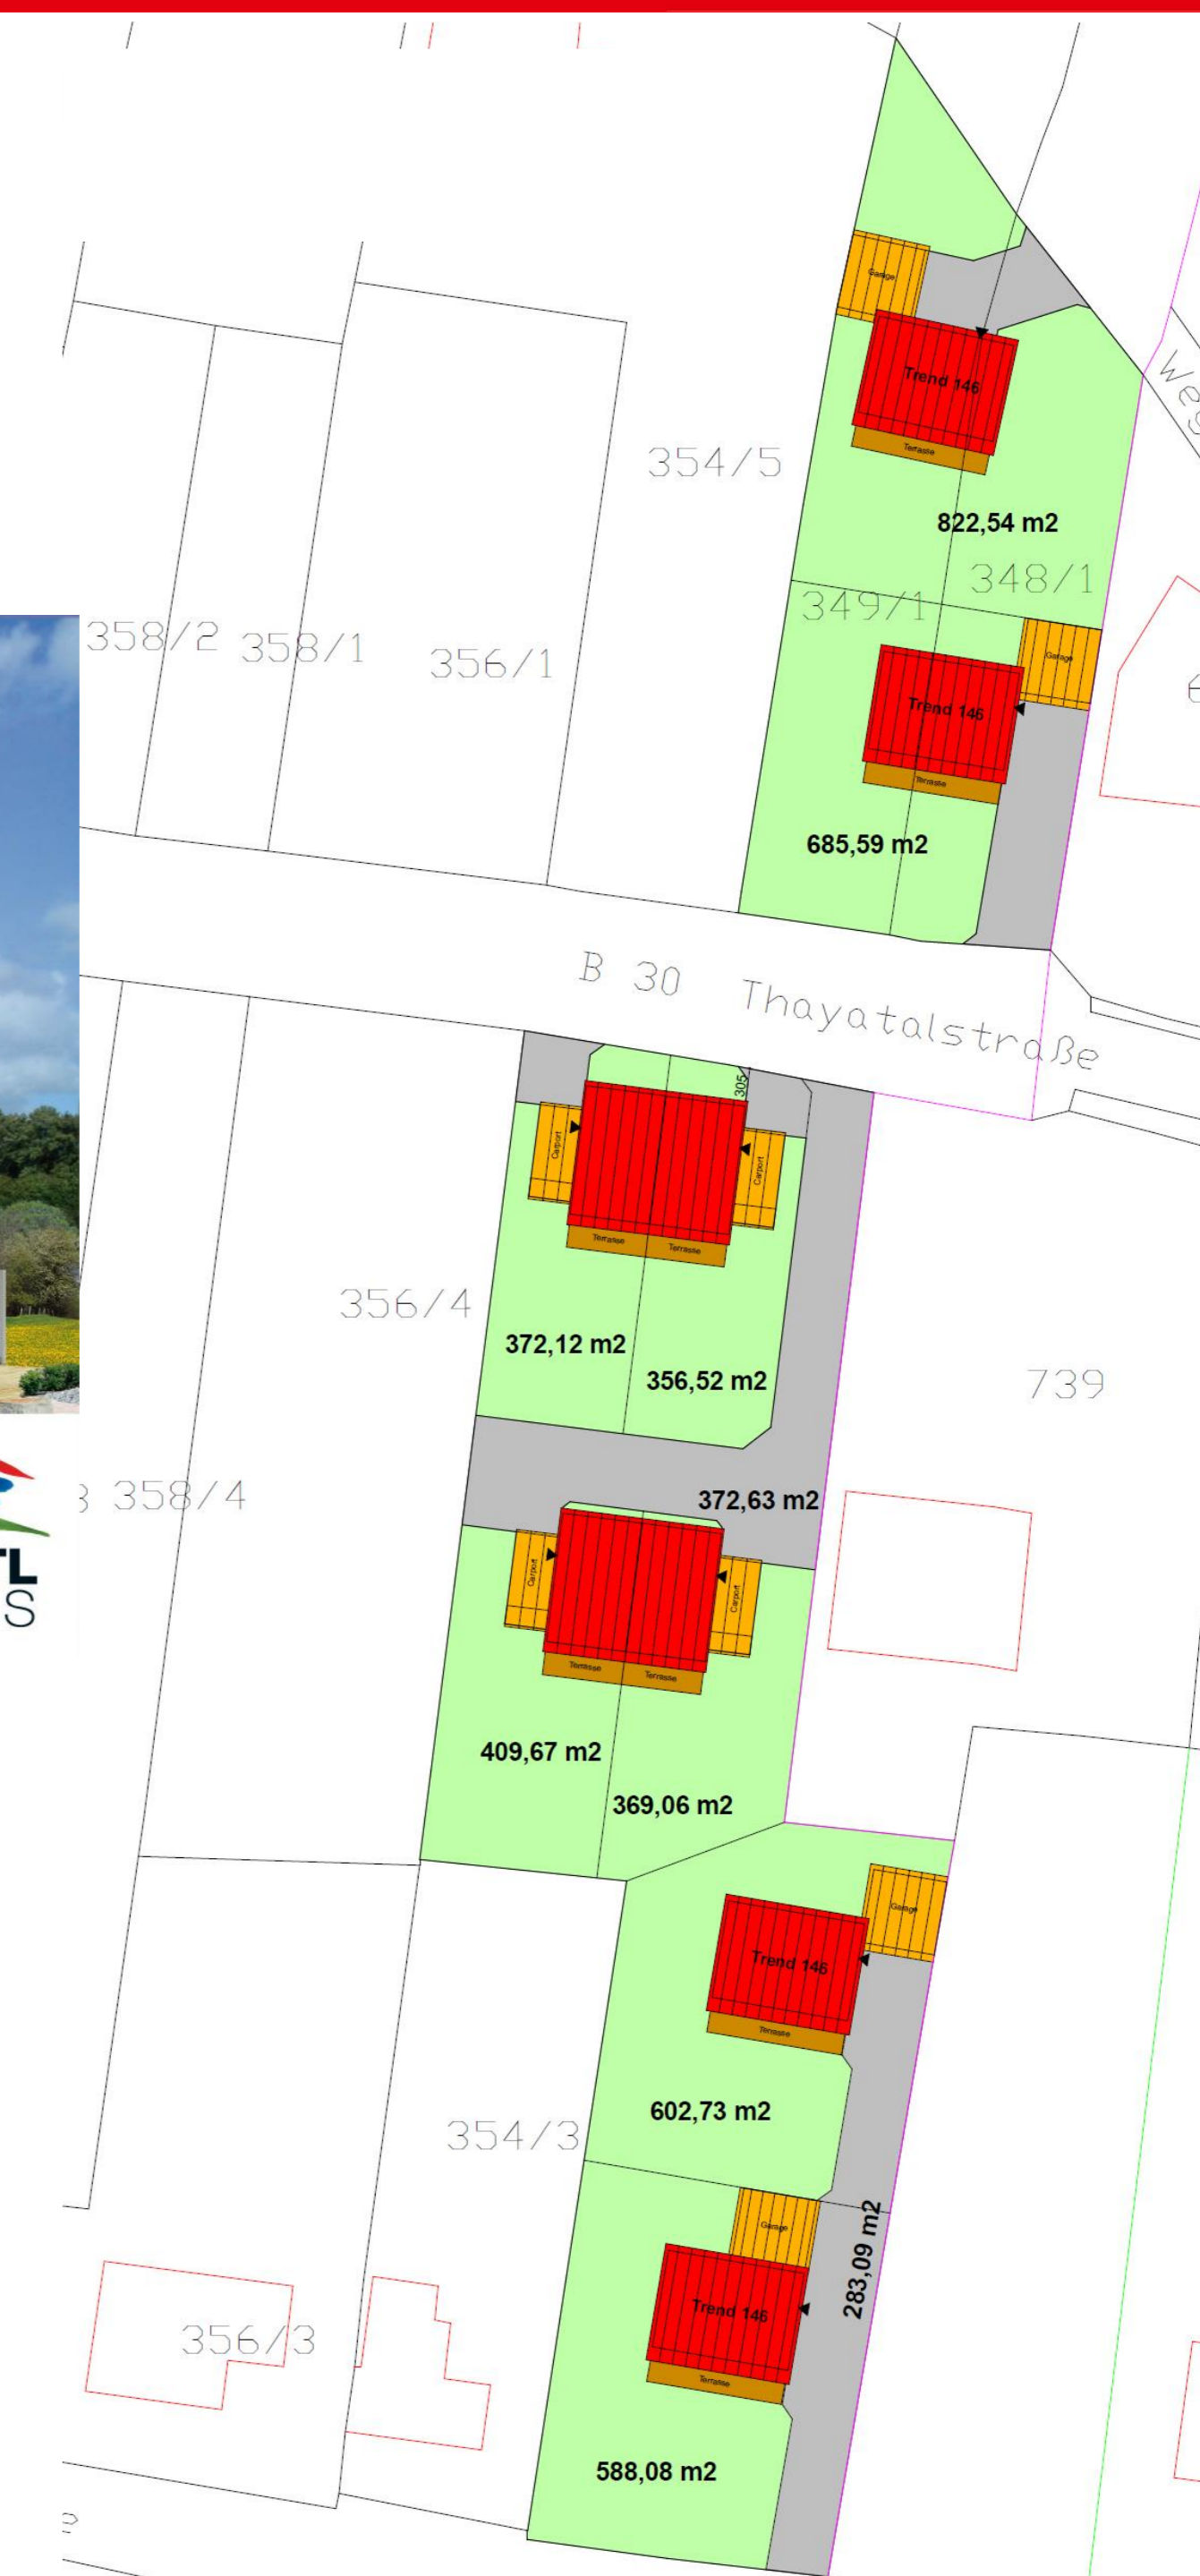 Garage
Trend 146
Terrasse
Weg
354/5
822,54 m2
348/1
349/1
358/2
358/1
356/1
Garage
Trend 146
Terrasse
685,59 m2
B 30 Thayatalstraße
305
Carport
Carport
Terrasse
Terrasse
356/4
372,12 m2
356,52 m2
739
358/4
372,63 m2
TL
S
Carport
Carport
Terrasse
Terrasse
409,67 m2
369,06 m2
Garage
Trend 146
Terrasse
602,73 m2
354/3
Garage
283,09 m2
Trend 146
356/3
Terrasse
588,08 m2